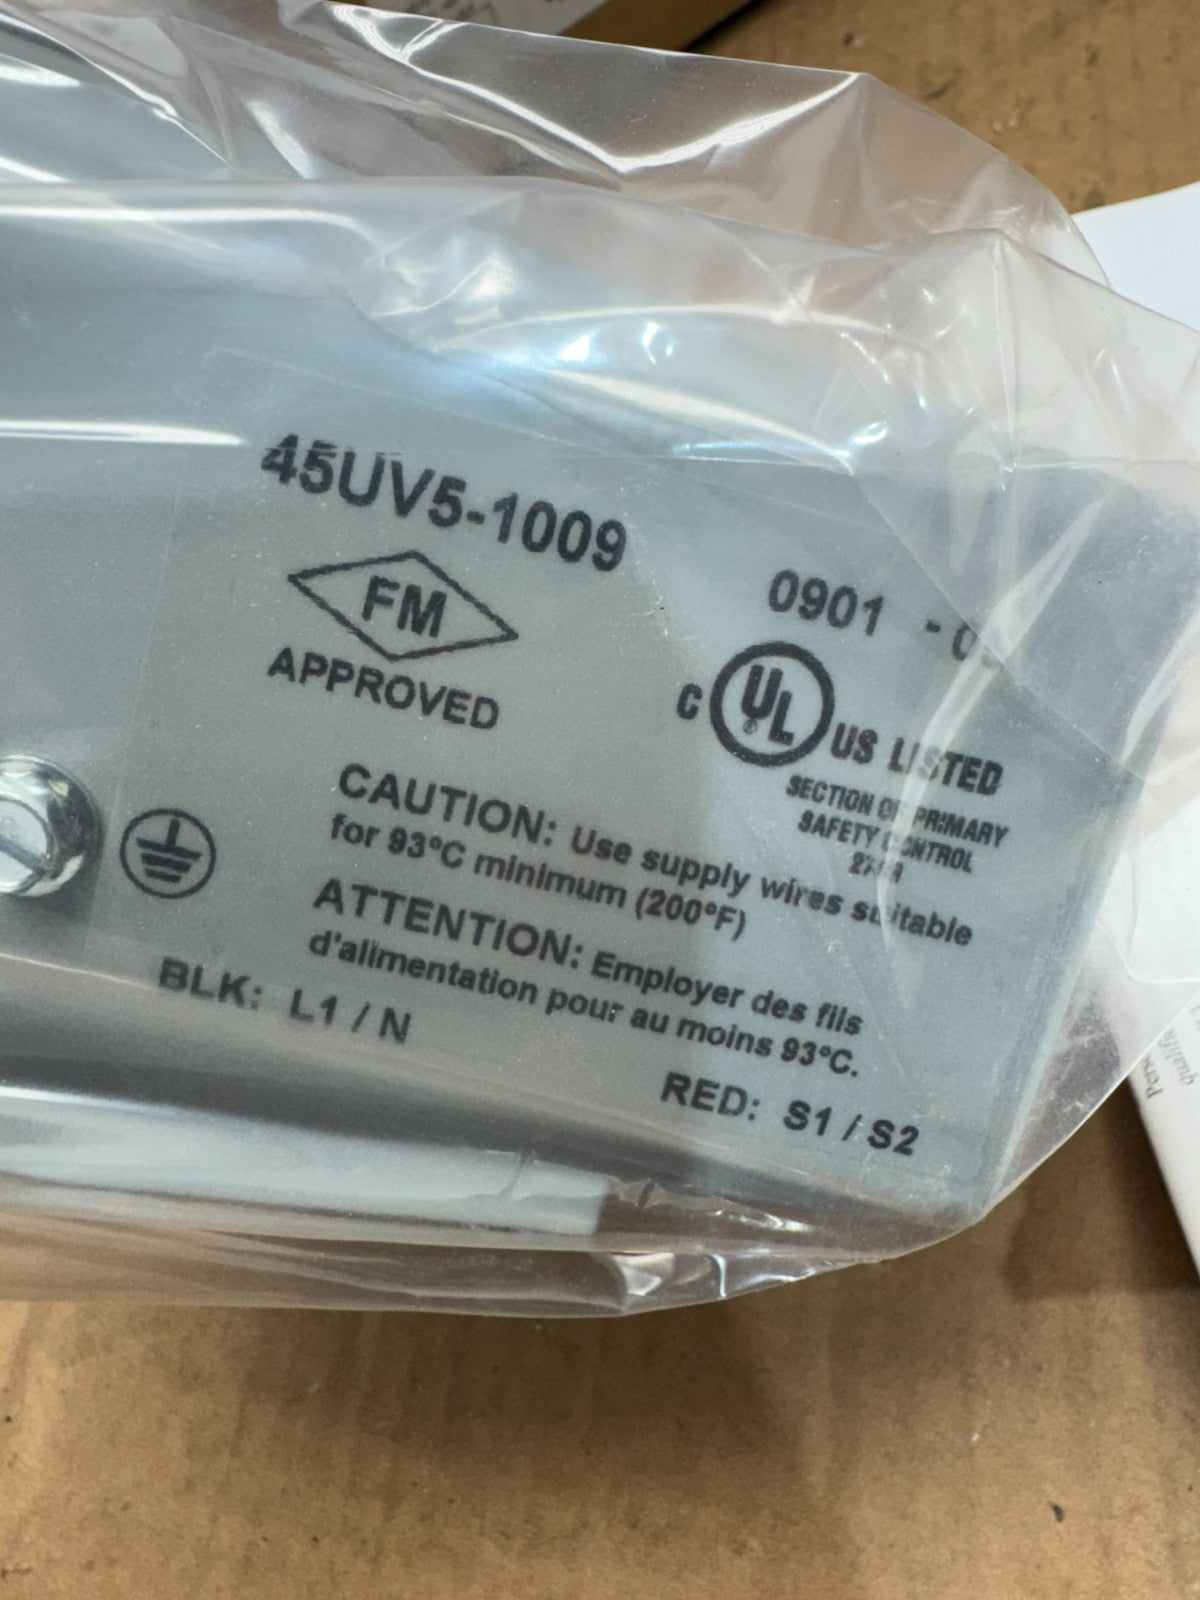 45UV5-1009
FM
APPROVED
0901 -
C UL US LISTED
SECTION OF PRIMARY
SAFETY CONTROL
CAUTION: Use supply wires suitable
for 93°C minimum (200°F)
ATTENTION: Employer des fils
d'alimentation pour au moins 93°C.
BLK: L1 / N
RED: S1 / S2